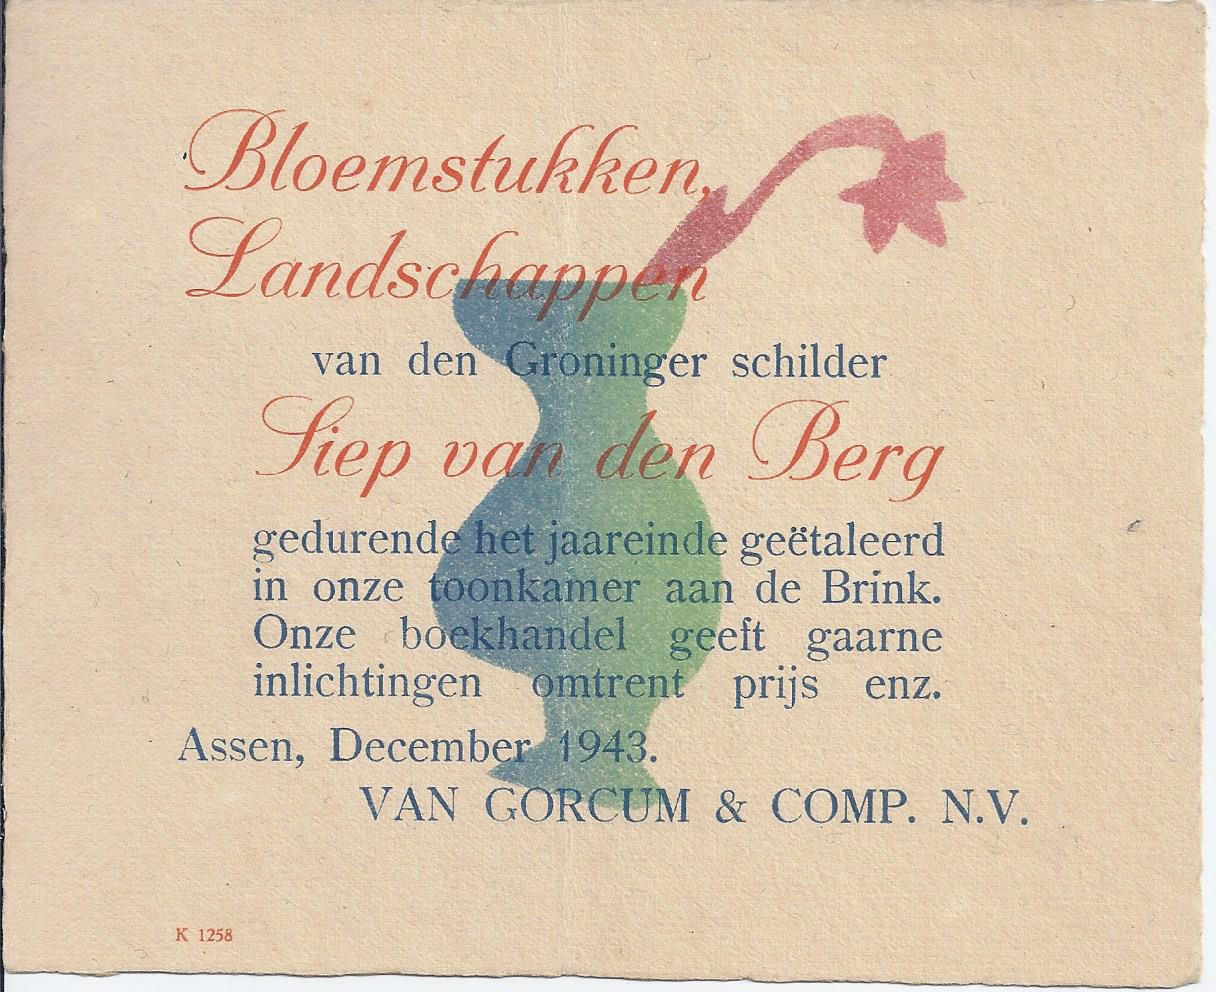 Bloemstukken,
Landschappen
van den Groninger schilder
Siep van den Berg
gedurende het jaareinde geëtaleerd
in onze toonkamer aan de Brink.
Onze boekhandel geeft gaarne
inlichtingen omtrent prijs enz.
Assen, December 1943.
VAN GORCUM & COMP. N.V.
K 1258